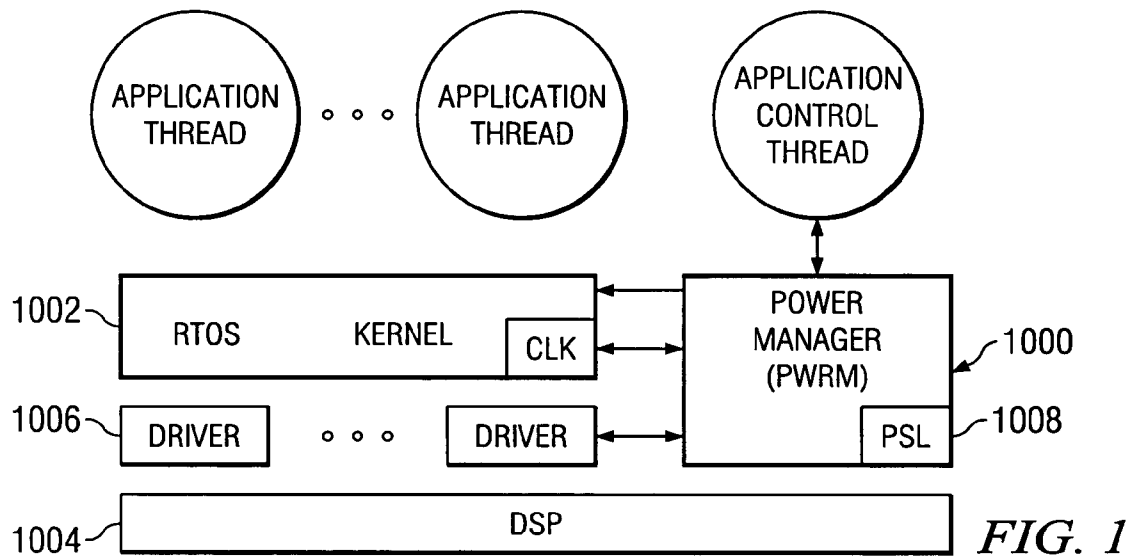 APPLICATION
THREAD
APPLICATION
THREAD
APPLICATION
CONTROL
THREAD
1002
RTOS KERNEL
CLK
POWER
MANAGER
(PWRM)
1000
1006
DRIVER
DRIVER
PSL
1008
1004
DSP
FIG. 1